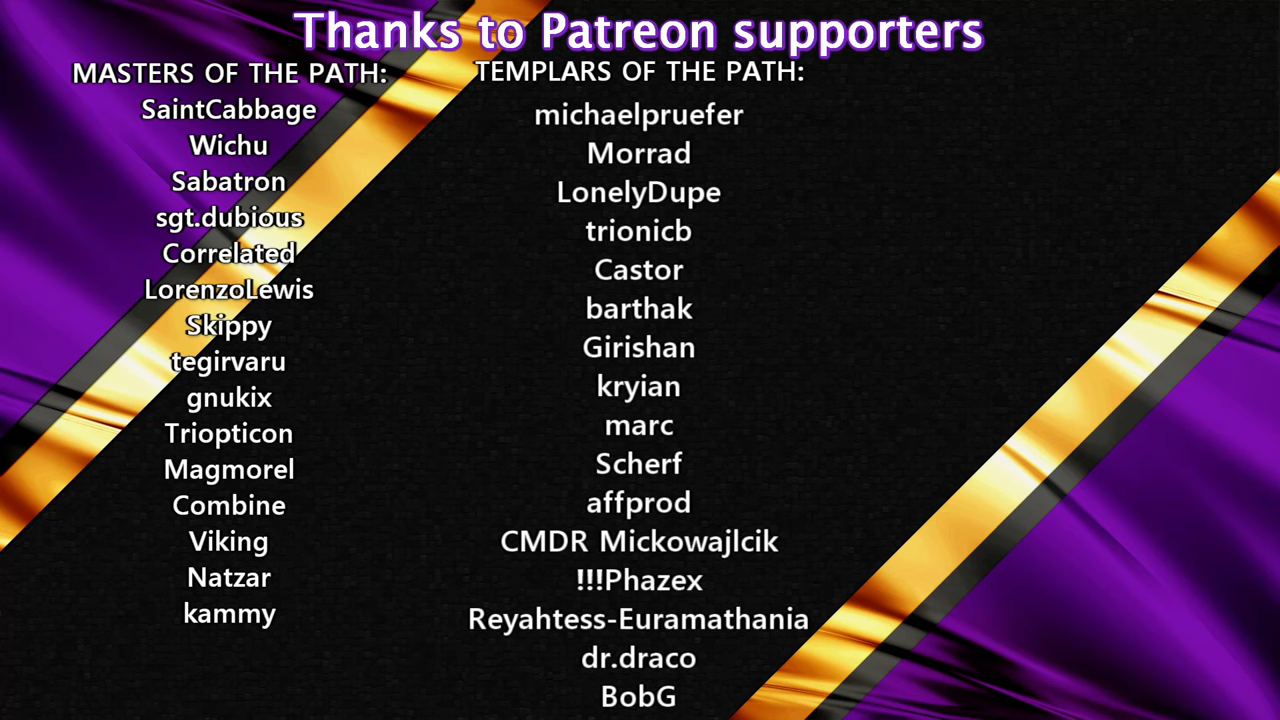 Thanks to Patreon supporters
MASTERS OF THE PATH:
SaintCabbage
Wichu
Sabatron
sgt.dubious
Correlated
LorenzoLewis
Skippy
tegirvaru
gnukix
Triopticon
Magmorel
Combine
Viking
Natzar
kammy
TEMPLARS OF THE PATH:
michaelpruefer
Morrad
LonelyDupe
trionicb
Castor
barthak
Girishan
kryian
marc
Scherf
affprod
CMDR Mickowajlcik
!!!Phazex
Reyahtess-Euramathania
dr.draco
BobG